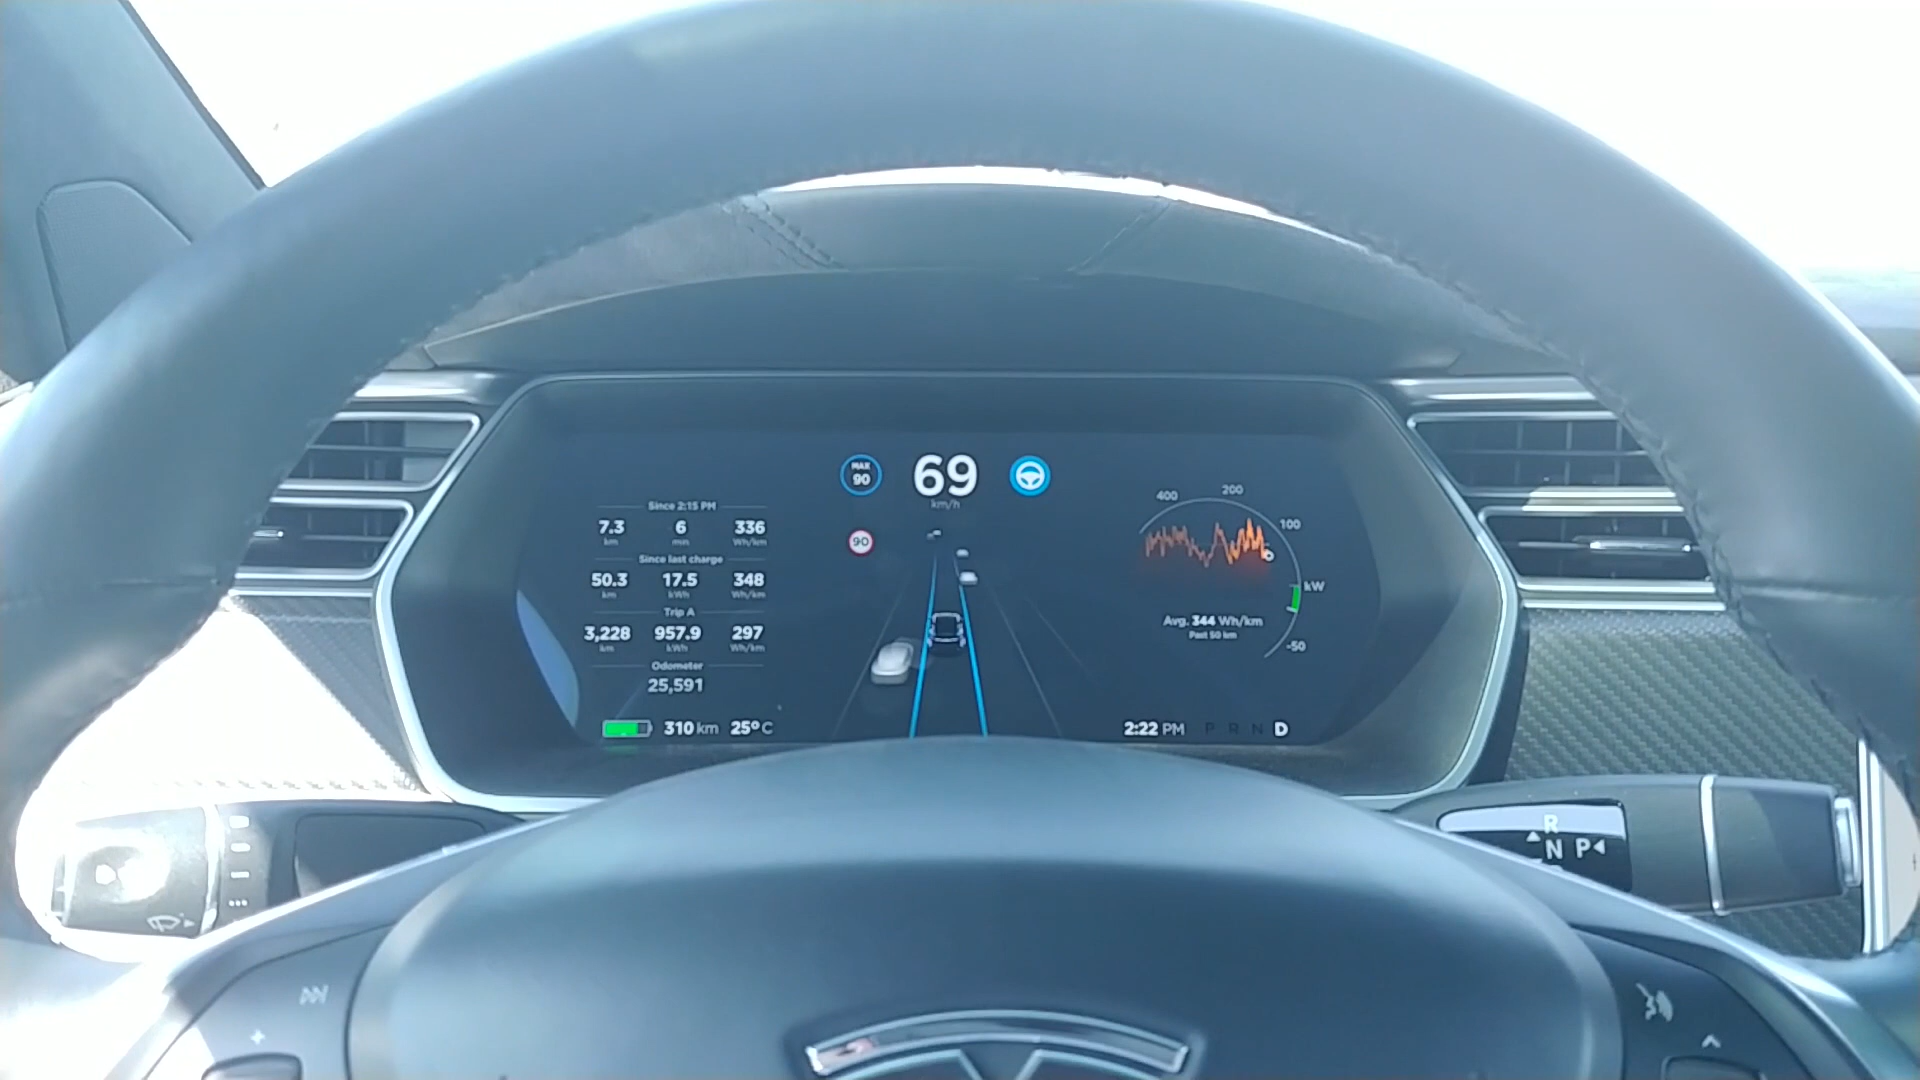 MAX
90
69
km/h
90
Since 2:15 PM
7.3 6 336
km min Wh/km
Since last charge
50.3 17.5 348
km kWh Wh/km
Trip A
3,228 957.9 297
km kWh Wh/km
Odometer
25,591
310 km 25°C
400 200
100
kW
-50
Avg. 344 Wh/km
Past 50 km
2:22 PM P R N D
R
N P